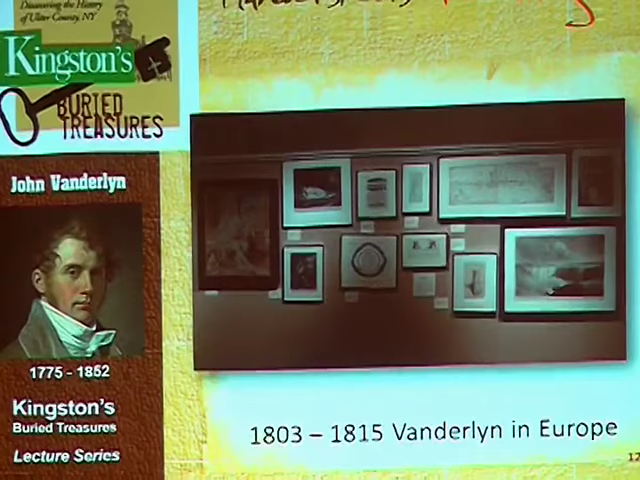 Discovering the History
of Ulster County, NY
Kingston's
BURIED
TREASURES
John Vanderlyn
1775 - 1852
Kingston's
Buried Treasures
Lecture Series
1803 – 1815 Vanderlyn in Europe
12